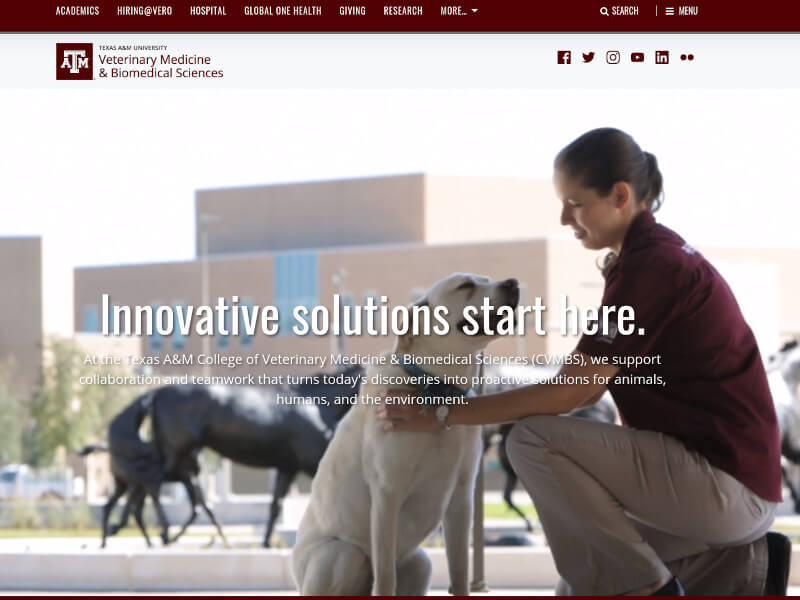 ACADEMICS HIRING@VERO HOSPITAL GLOBAL ONE HEALTH GIVING RESEARCH MORE... SEARCH MENU
TEXAS A&M UNIVERSITY
Veterinary Medicine
& Biomedical Sciences
ATM
Innovative solutions start here.
At the Texas A&M College of Veterinary Medicine & Biomedical Sciences (CVMBS), we support
collaboration and teamwork that turns today's discoveries into proactive solutions for animals,
humans, and the environment.